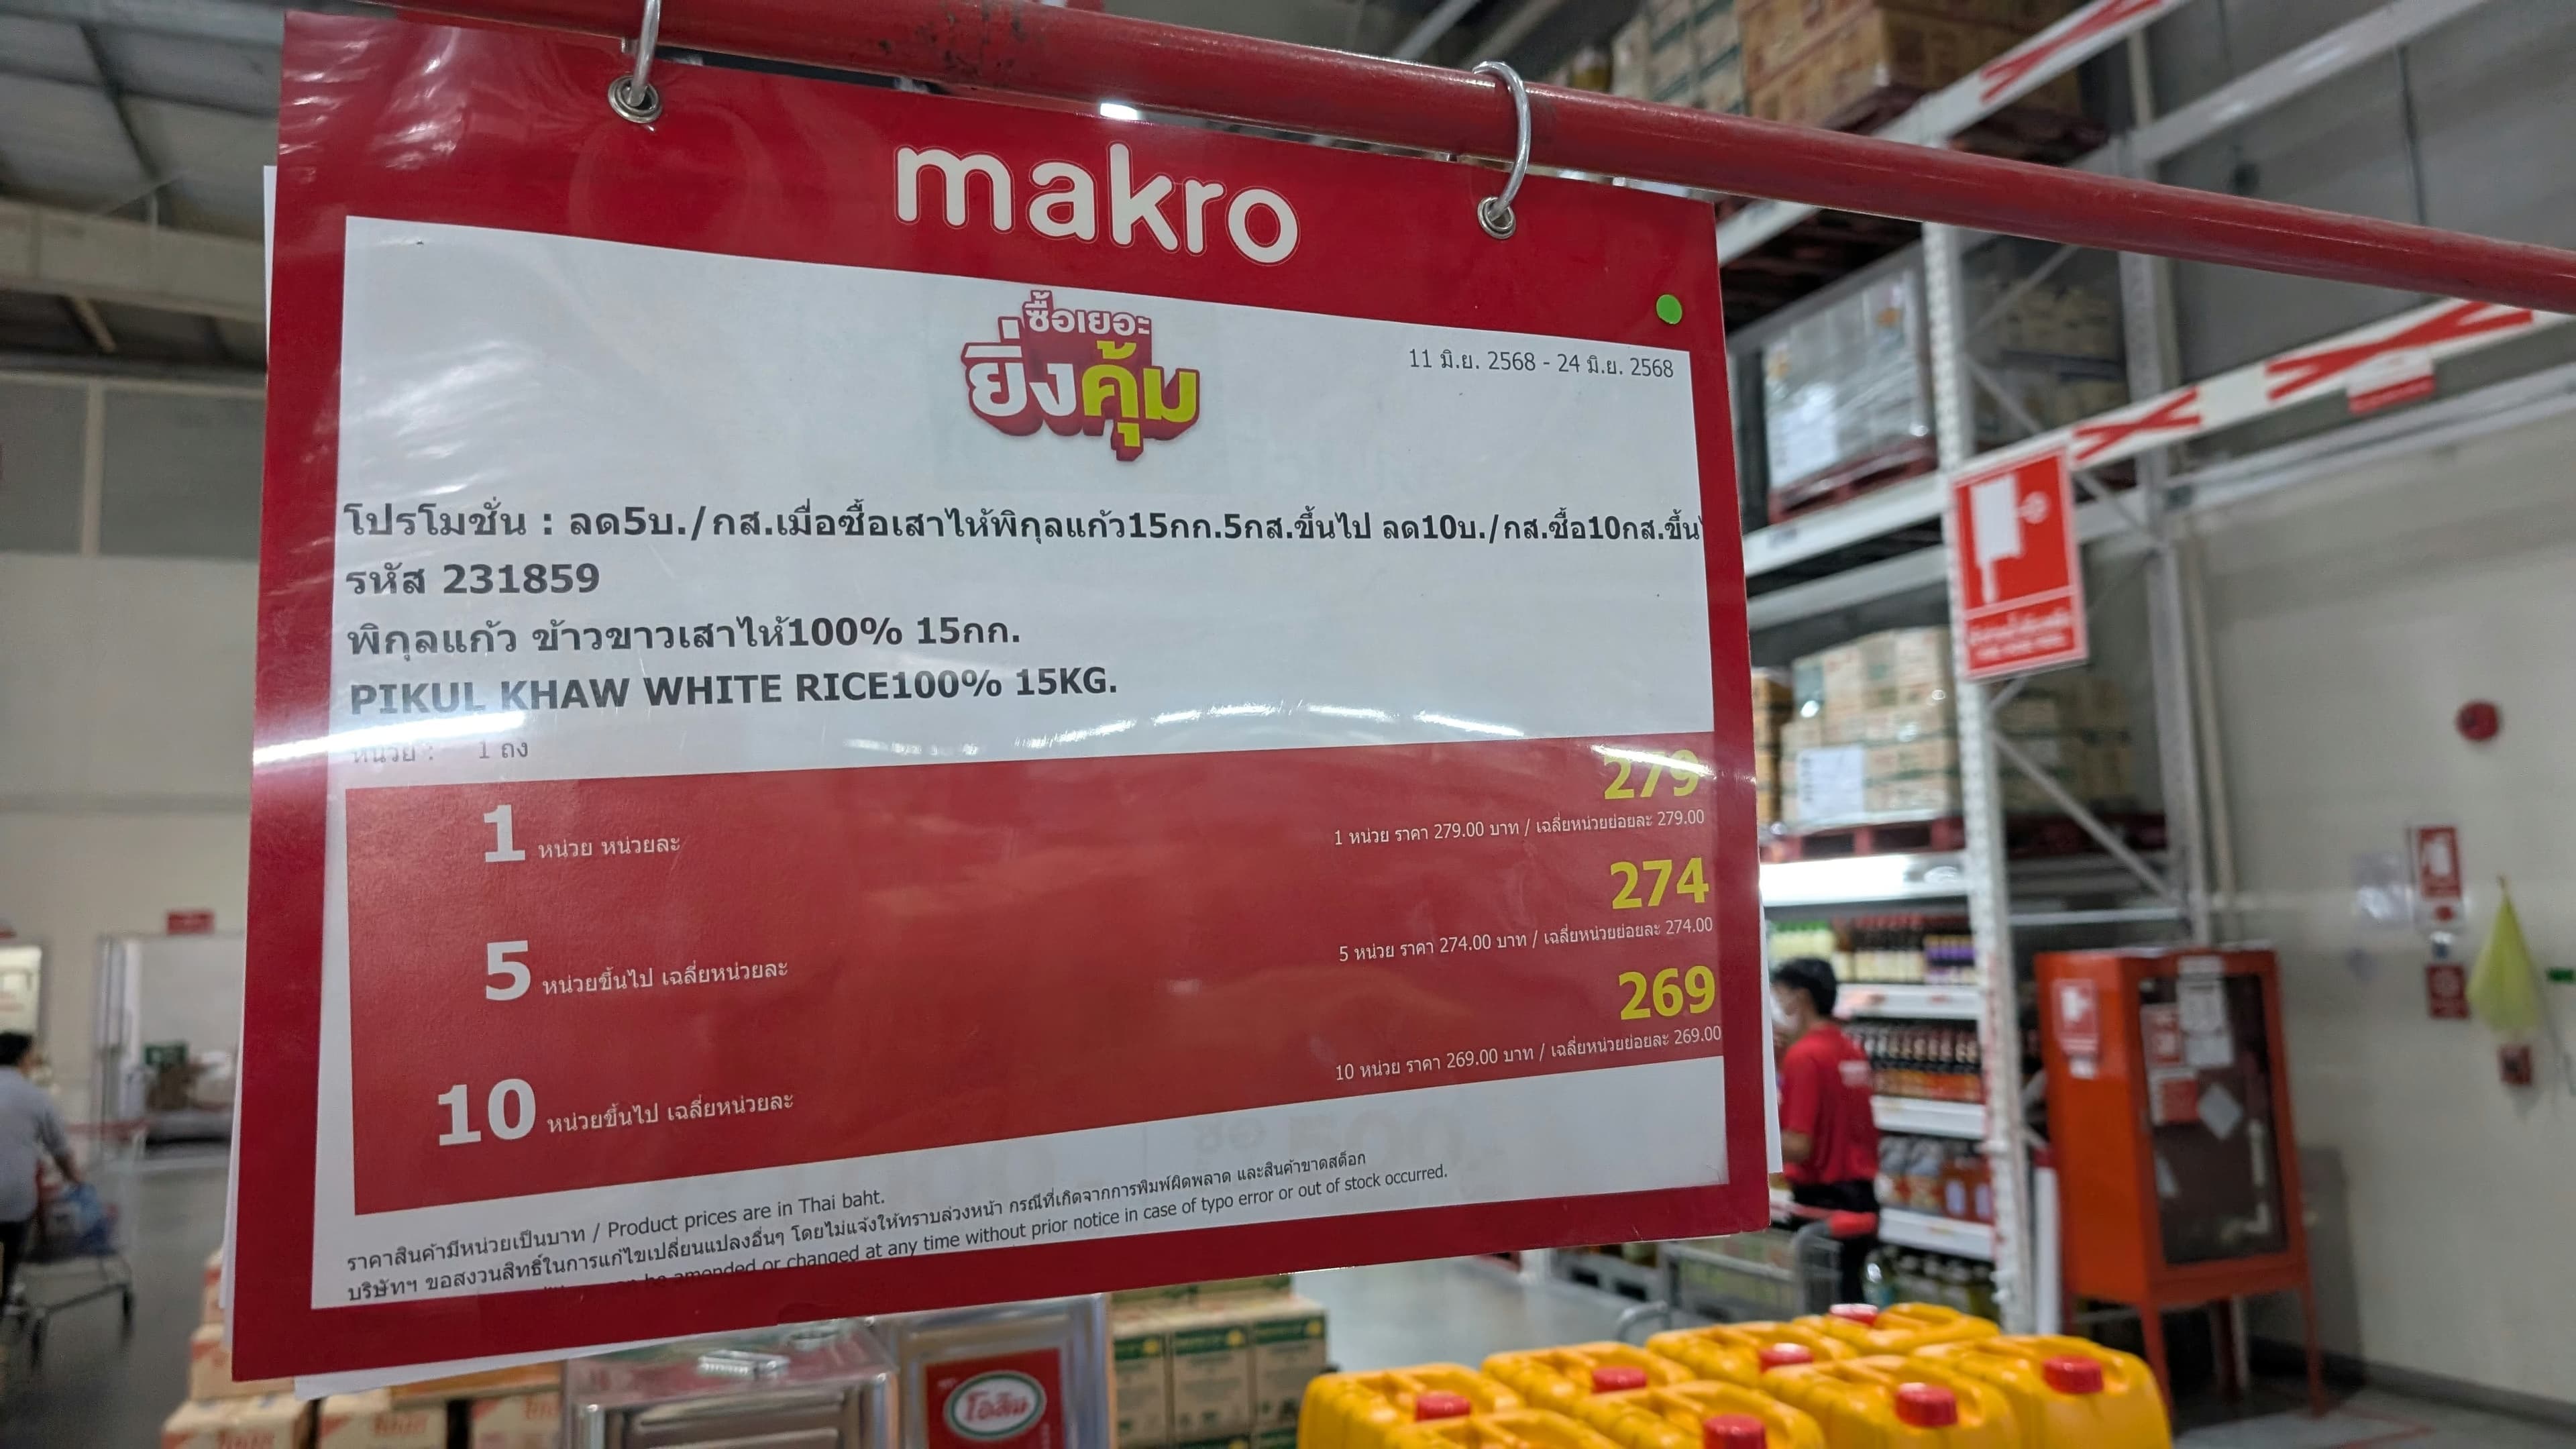 makro
ซื้อเยอะ
ยิ่งคุ้ม
11 มิ.ย. 2568 - 24 มิ.ย. 2568
โปรโมชั่น : ลด5บ./กส.เมื่อซื้อเสาไห้พิกุลแก้ว15กก.5กส.ขึ้นไป ลด10บ./กส.ซื้อ10กส.ขึ้น
รหัส 231859
พิกุลแก้ว ข้าวขาวเสาไห้100% 15กก.
PIKUL KHAW WHITE RICE100% 15KG.
หน่วย : 1 ถุง
279
1 หน่วย หน่วยละ
1 หน่วย ราคา 279.00 บาท / เฉลี่ยหน่วยย่อยละ 279.00
274
5 หน่วยขึ้นไป เฉลี่ยหน่วยละ
5 หน่วย ราคา 274.00 บาท / เฉลี่ยหน่วยย่อยละ 274.00
269
10 หน่วยขึ้นไป เฉลี่ยหน่วยละ
10 หน่วย ราคา 269.00 บาท / เฉลี่ยหน่วยย่อยละ 269.00
ราคาสินค้ามีหน่วยเป็นบาท / Product prices are in Thai baht.
บริษัทฯ ขอสงวนสิทธิ์ในการแก้ไขเปลี่ยนแปลงอื่นๆ โดยไม่แจ้งให้ทราบล่วงหน้า กรณีที่เกิดจากการพิมพ์ผิดพลาด และสินค้าขาดสต็อก
be amended or changed at any time without prior notice in case of typo error or out of stock occurred.
โอลีน